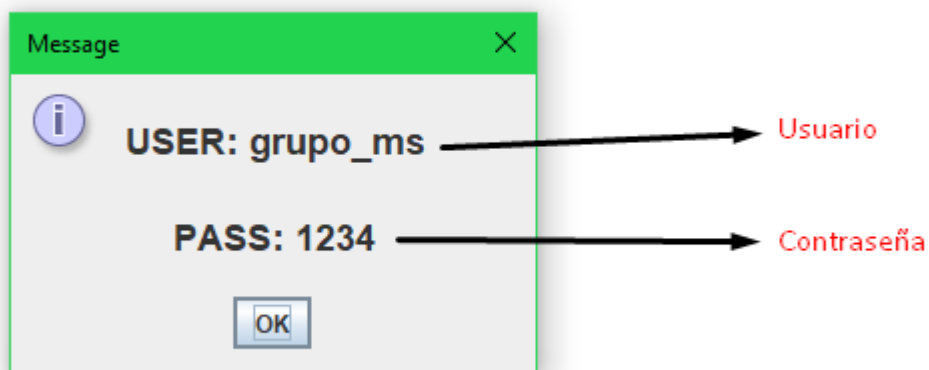 Message
USER: grupo_ms
Usuario
PASS: 1234
Contraseña
OK